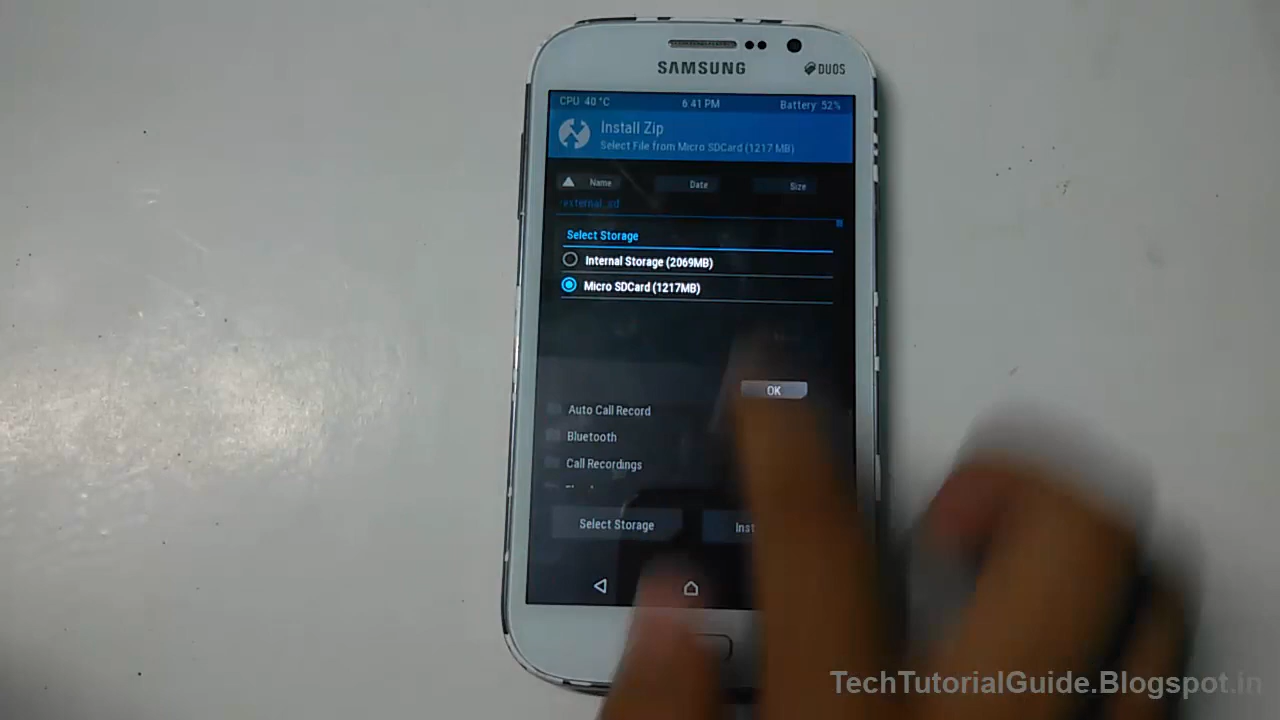 SAMSUNG
DUOS
CPU 40 °C 6 41 PM Battery 52%
Install Zip
Select File from Micro SDCard (1217 MB)
Name Date Size
Select Storage
Internal Storage (2069MB)
Micro SDCard (1217MB)
OK
Auto Call Record
Bluetooth
Call Recordings
Select Storage Inst
TechTutorialGuide.Blogspot.in